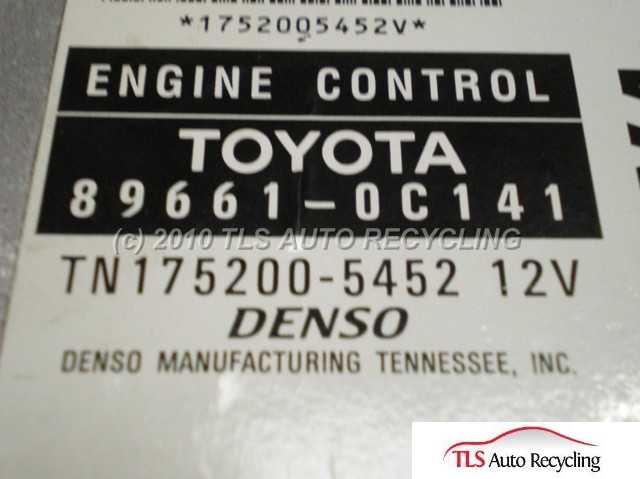 *1752005452V*
ENGINE CONTROL
TOYOTA
89661-0C141
(c) 2010 TLS AUTO RECYCLING
TN175200-5452 12V
DENSO
DENSO MANUFACTURING TENNESSEE, INC.
TLS Auto Recycling